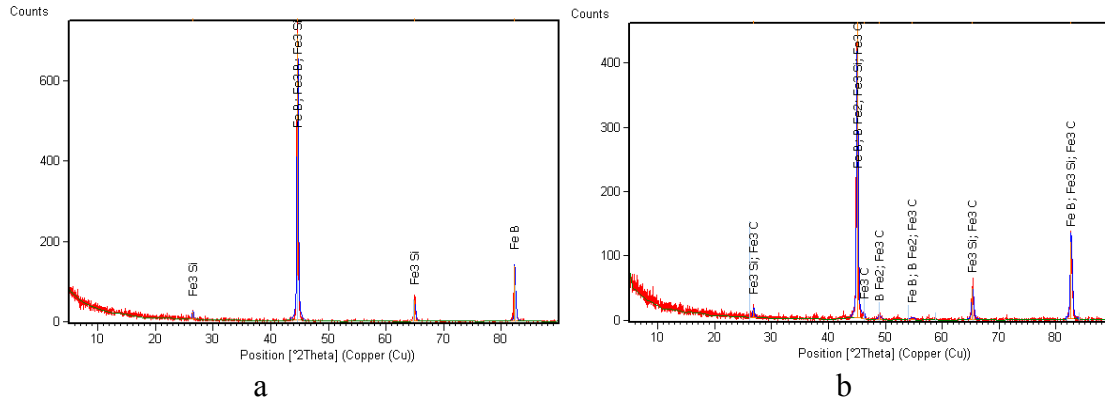 Counts
600
400
200
0
Fe3 Si
Fe B; Fe3 B; Fe3 Si
Fe3 Si
Fe B
10 20 30 40 50 60 70 80
Position [°2Theta] (Copper (Cu))
a
Counts
400
300
200
100
0
Fe3 Si; Fe3 C
Fe B; B Fe2; Fe3 Si; Fe3 C
Fe3 C
B Fe2; Fe3 C
Fe B; B Fe2; Fe3 C
Fe3 Si; Fe3 C
Fe B; Fe3 Si; Fe3 C
10 20 30 40 50 60 70 80
Position [°2Theta] (Copper (Cu))
b